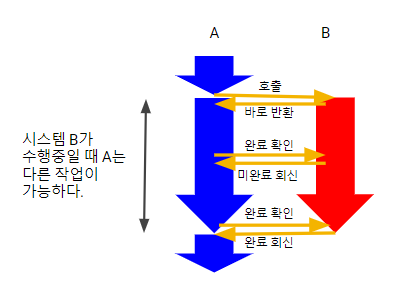 A
B
호출
바로 반환
시스템 B가
수행중일 때 A는
다른 작업이
가능하다.
완료 확인
미완료 회신
완료 확인
완료 회신